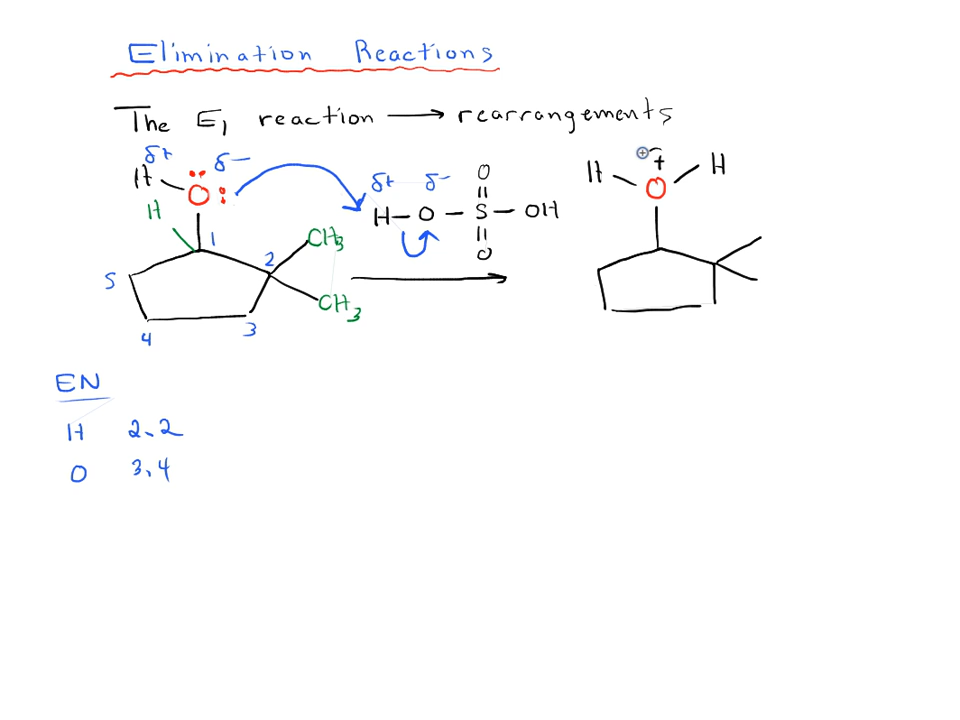 Elimination Reactions
The E1 reaction → rearrangements
δ+ δ-
H O
H
1
2
CH3
CH3
3
4
5
δ+ δ-
O
H-O-S-OH
O
+
H O H
EN
H 2.2
O 3.4